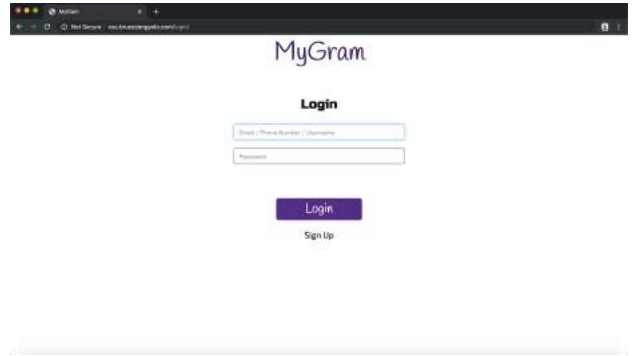 MyGram
Not Secure
MyGram
Login
Email / Phone Number / Username
Password
Login
Sign Up